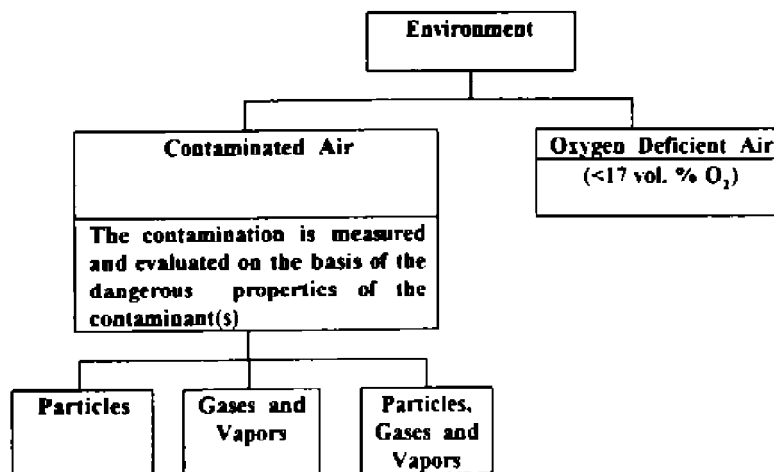 Environment
Contaminated Air
Oxygen Deficient Air
(<17 vol. % O₂)
The contamination is measured
and evaluated on the basis of the
dangerous properties of the
contaminant(s)
Particles
Gases and
Vapors
Particles,
Gases and
Vapors